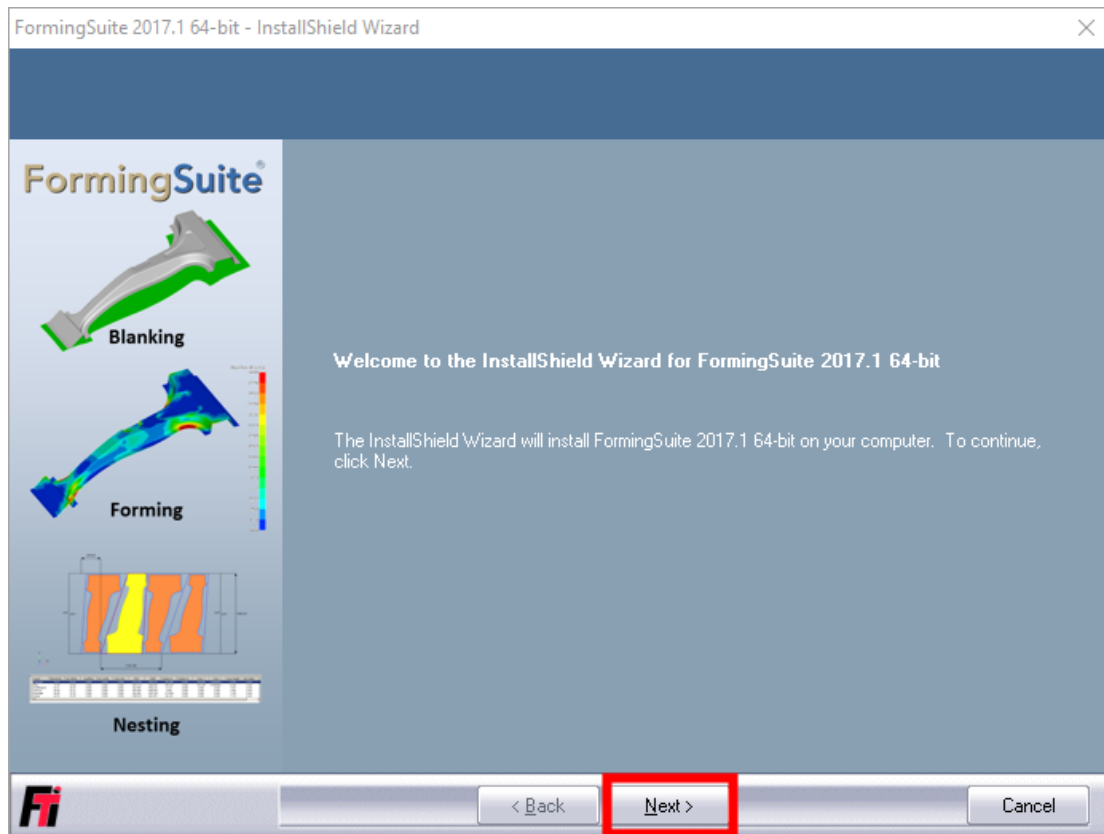 FormingSuite 2017.1 64-bit - InstallShield Wizard
FormingSuite®
Blanking
Forming
Nesting
Welcome to the InstallShield Wizard for FormingSuite 2017.1 64-bit
The InstallShield Wizard will install FormingSuite 2017.1 64-bit on your computer. To continue,
click Next.
FTi
< Back
Next >
Cancel